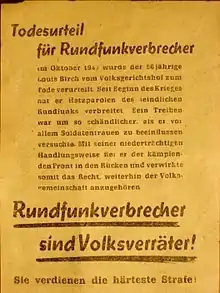 Todesurteil
für Rundfunkverbrecher
Im Oktober wurde der jährige
Louis Birch vom Volksgerichtshof zum
Tode verurteilt. Seit Beginn des Krieges
hat er Hetzparolen des feindlichen
Rundfunks verbreitet. Sein Treiben
war um so schändlicher, als er vor
allem Soldatenfrauen zu beeinflussen
versuchte. Mit seiner niederträchtigen
Handlungsweise fiel er der kämpfen-
den Front in den Rücken und verwirkte
somit das Recht, weiterhin der Volks-
gemeinschaft anzugehören
Rundfunkverbrecher
sind Volksverräter!
Sie verdienen die härteste Strafe!